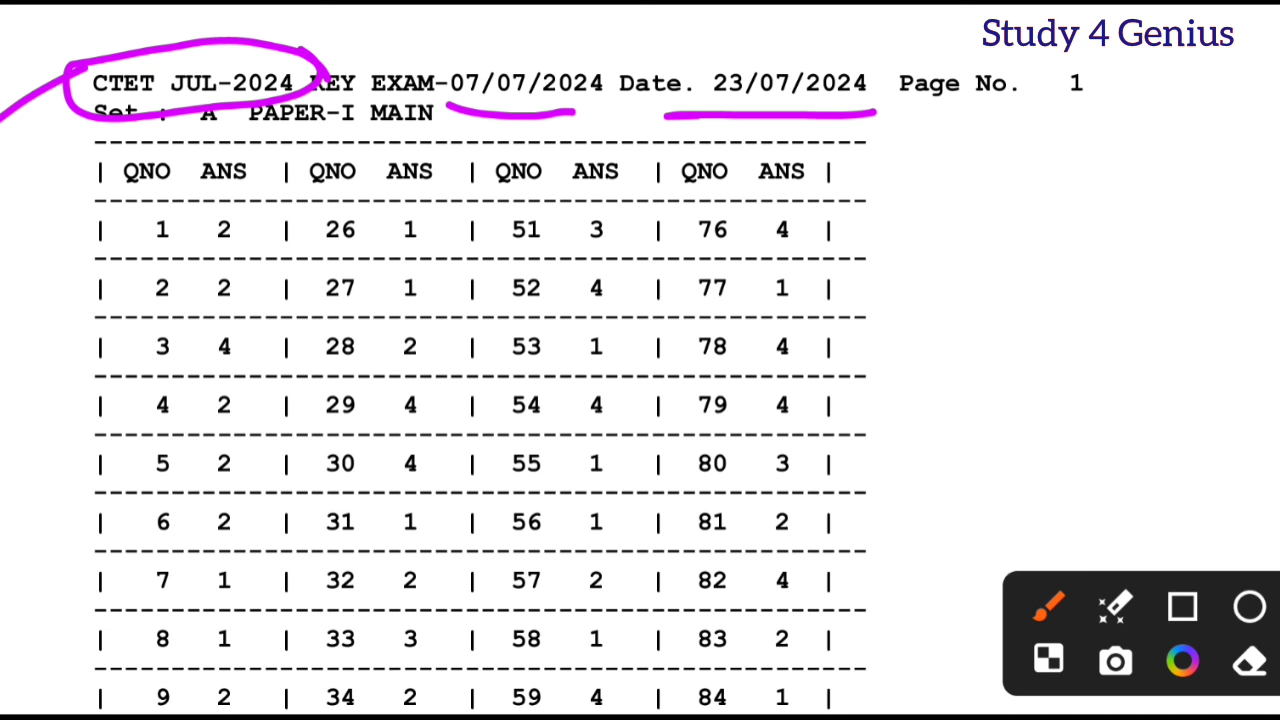 Study 4 Genius
CTET JUL-2024 KEY EXAM-07/07/2024 Date. 23/07/2024 Page No. 1
Set : A PAPER-I MAIN
| QNO ANS | QNO ANS | QNO ANS | QNO ANS |
| 1 2 | 26 1 | 51 3 | 76 4 |
| 2 2 | 27 1 | 52 4 | 77 1 |
| 3 4 | 28 2 | 53 1 | 78 4 |
| 4 2 | 29 4 | 54 4 | 79 4 |
| 5 2 | 30 4 | 55 1 | 80 3 |
| 6 2 | 31 1 | 56 1 | 81 2 |
| 7 1 | 32 2 | 57 2 | 82 4 |
| 8 1 | 33 3 | 58 1 | 83 2 |
| 9 2 | 34 2 | 59 4 | 84 1 |